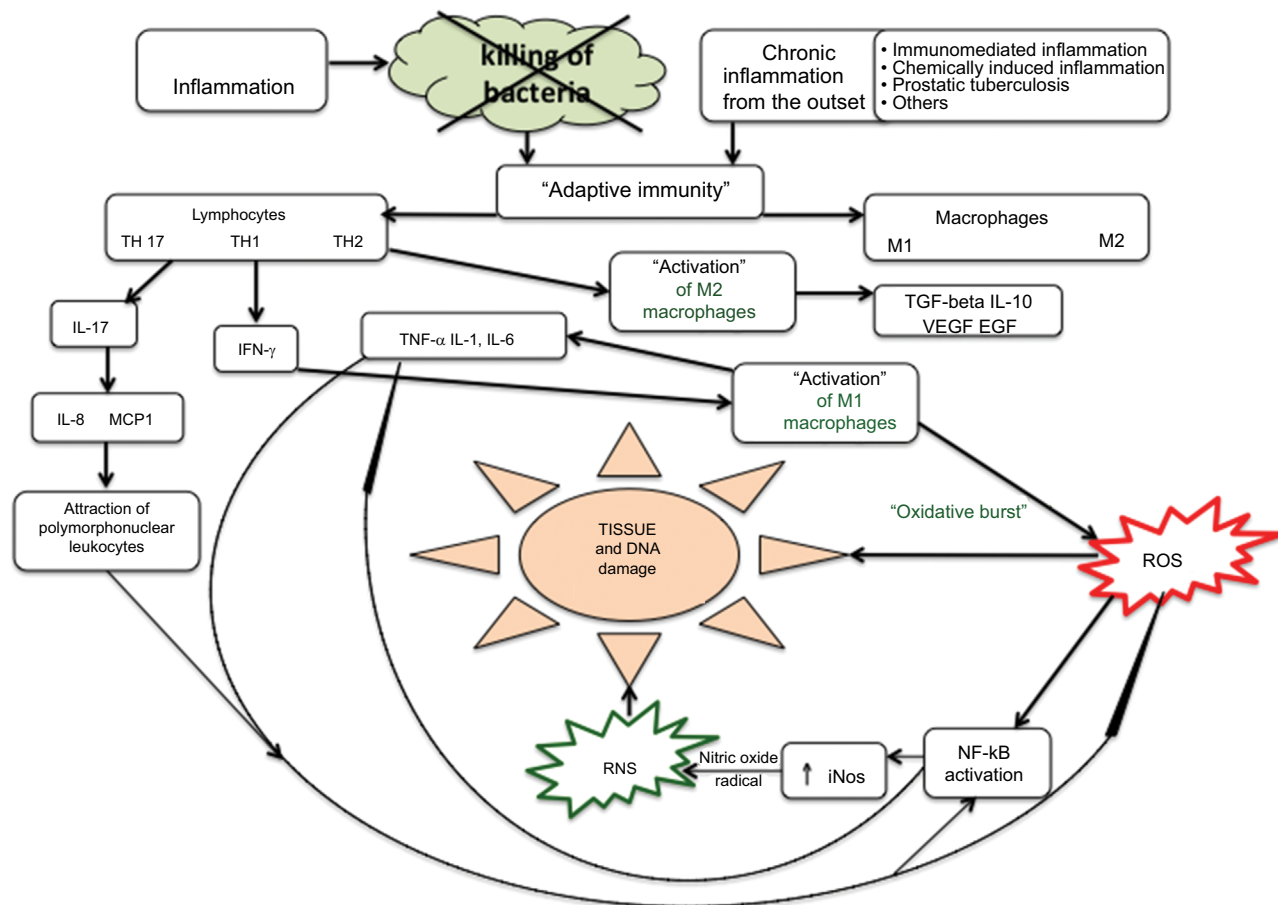 Inflammation
killing of
bacteria
Chronic
inflammation
from the outset
• Immunomediated inflammation
• Chemically induced inflammation
• Prostatic tuberculosis
• Others
“Adaptive immunity”
Lymphocytes
TH 17 TH1 TH2
Macrophages
M1 M2
“Activation”
of M2
macrophages
TGF-beta IL-10
VEGF EGF
IL-17
IFN-γ
TNF-α IL-1, IL-6
“Activation”
of M1
macrophages
IL-8 MCP1
Attraction of
polymorphonuclear
leukocytes
“Oxidative burst”
TISSUE
and DNA
damage
ROS
RNS
Nitric oxide
radical
↑ iNos
NF-kB
activation